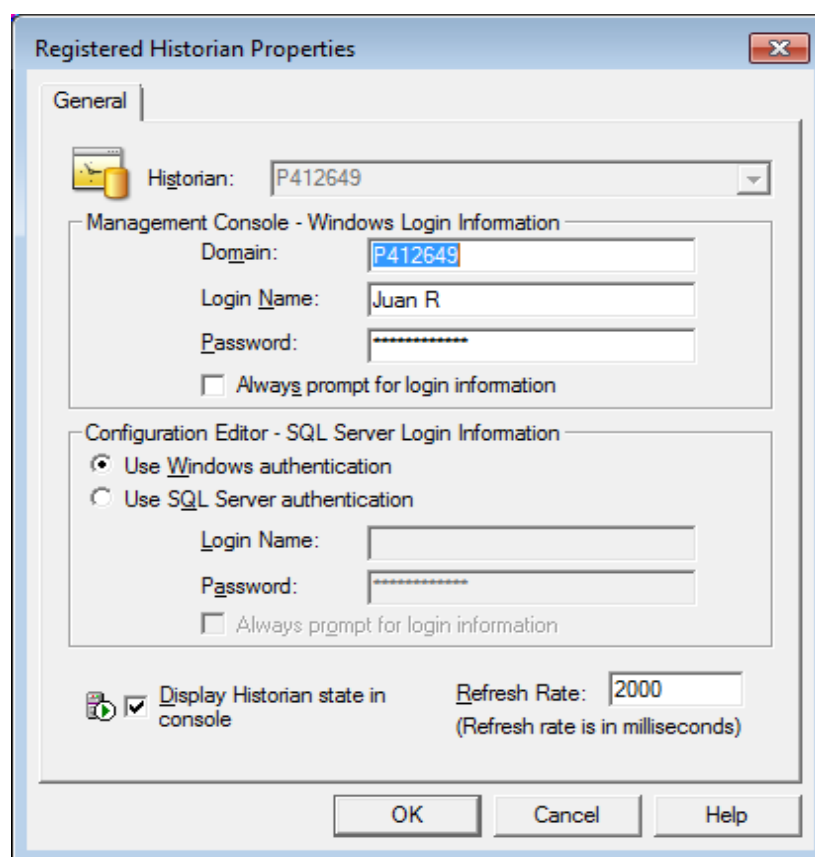 Registered Historian Properties
General
Historian: P412649
Management Console - Windows Login Information
Domain: P412649
Login Name: Juan R
Password: ************
Always prompt for login information
Configuration Editor - SQL Server Login Information
Use Windows authentication
Use SQL Server authentication
Login Name:
Password: ************
Always prompt for login information
Display Historian state in console
Refresh Rate: 2000
(Refresh rate is in milliseconds)
OK Cancel Help